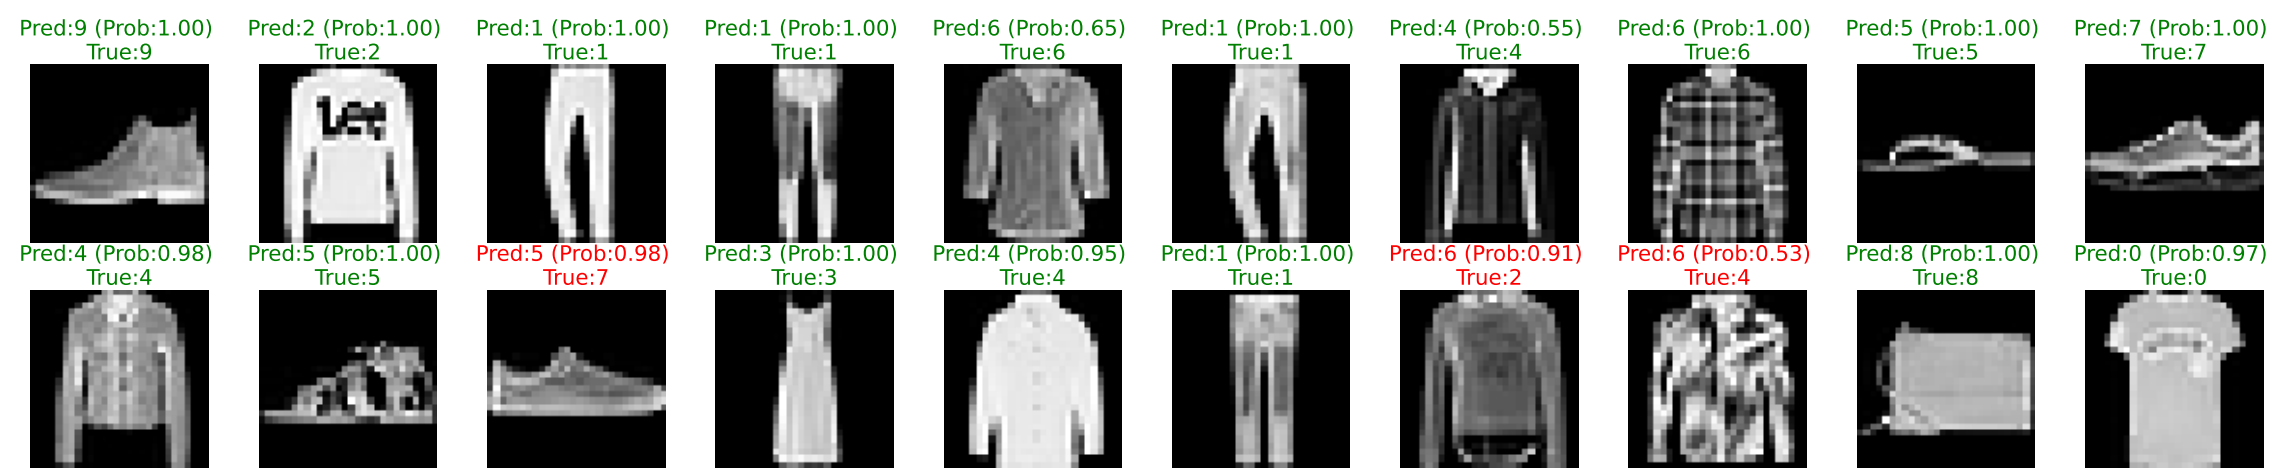 Pred:9 (Prob:1.00) Pred:2 (Prob:1.00) Pred:1 (Prob:1.00) Pred:1 (Prob:1.00) Pred:6 (Prob:0.65) Pred:1 (Prob:1.00) Pred:4 (Prob:0.55) Pred:6 (Prob:1.00) Pred:5 (Prob:1.00) Pred:7 (Prob:1.00)
True:9 True:2 True:1 True:1 True:6 True:1 True:4 True:6 True:5 True:7
Lee
Pred:4 (Prob:0.98) Pred:5 (Prob:1.00) Pred:5 (Prob:0.98) Pred:3 (Prob:1.00) Pred:4 (Prob:0.95) Pred:1 (Prob:1.00) Pred:6 (Prob:0.91) Pred:6 (Prob:0.53) Pred:8 (Prob:1.00) Pred:0 (Prob:0.97)
True:4 True:5 True:7 True:3 True:4 True:1 True:2 True:4 True:8 True:0